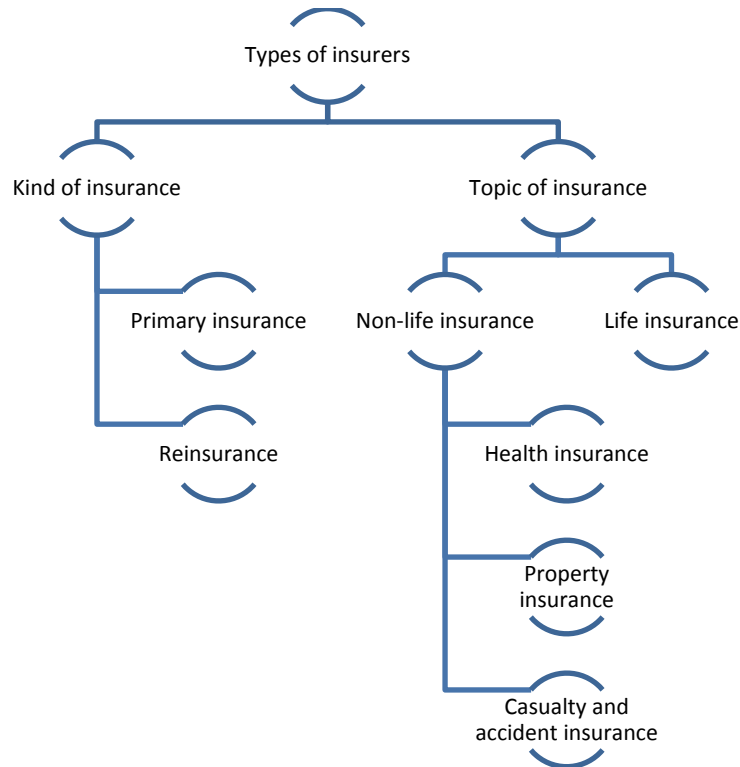 Types of insurers
Kind of insurance
Topic of insurance
Primary insurance
Non-life insurance
Life insurance
Reinsurance
Health insurance
Property
insurance
Casualty and
accident insurance